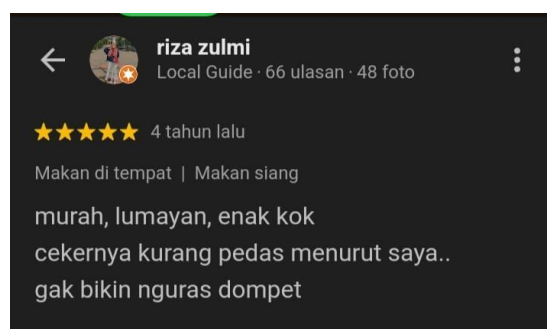 riza zulmi
Local Guide · 66 ulasan · 48 foto
4 tahun lalu
Makan di tempat | Makan siang
murah, lumayan, enak kok
cekernya kurang pedas menurut saya..
gak bikin nguras dompet